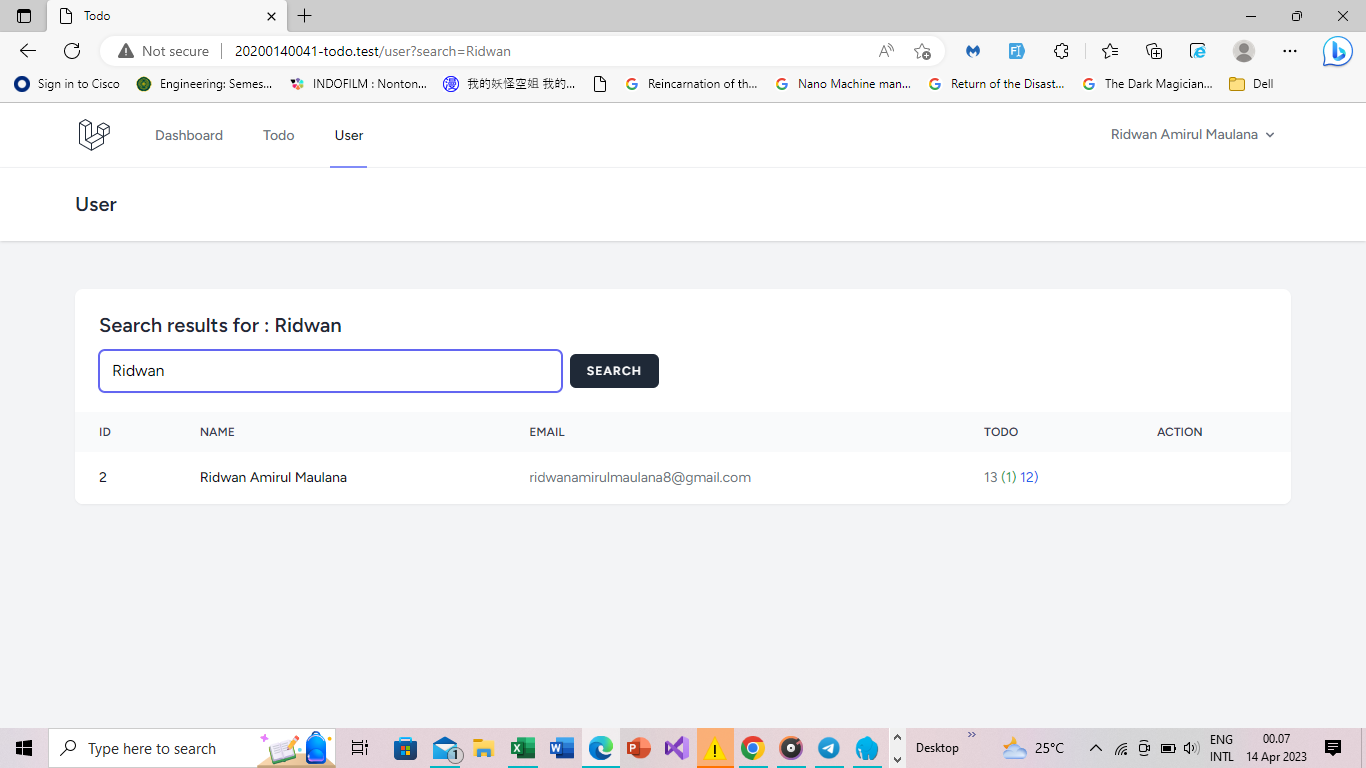 Todo
Not secure 20200140041-todo.test/user?search=Ridwan
Sign in to Cisco Engineering: Semes... INDOFILM : Nonton... 我的妖怪空姐 我的... Reincarnation of th... Nano Machine man... Return of the Disast... The Dark Magician... Dell
Dashboard Todo User Ridwan Amirul Maulana
User
Search results for : Ridwan
Ridwan SEARCH
ID NAME EMAIL TODO ACTION
2 Ridwan Amirul Maulana ridwanamirulmaulana8@gmail.com 13 (1) 12)
Type here to search 1 Desktop 25°C ENG 00.07
INTL 14 Apr 2023